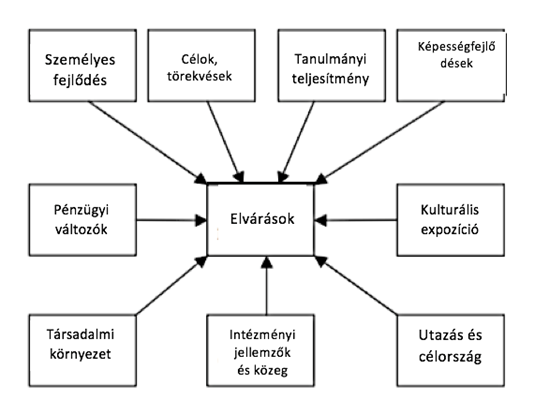 Személyes
fejlődés
Célok,
törekvések
Tanulmányi
teljesítmény
Képességfejlő
dések
Pénzügyi
változók
Elvárások
Kulturális
expozíció
Társadalmi
környezet
Intézményi
jellemzők
és közeg
Utazás és
célország